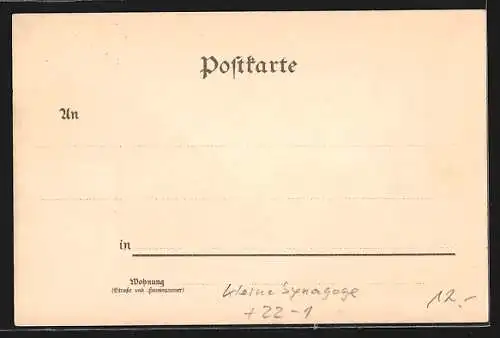 Postkarte
An
in
Wohnung
(Straße und Hausnummer)
kleine Synagoge
+22-1
12.-